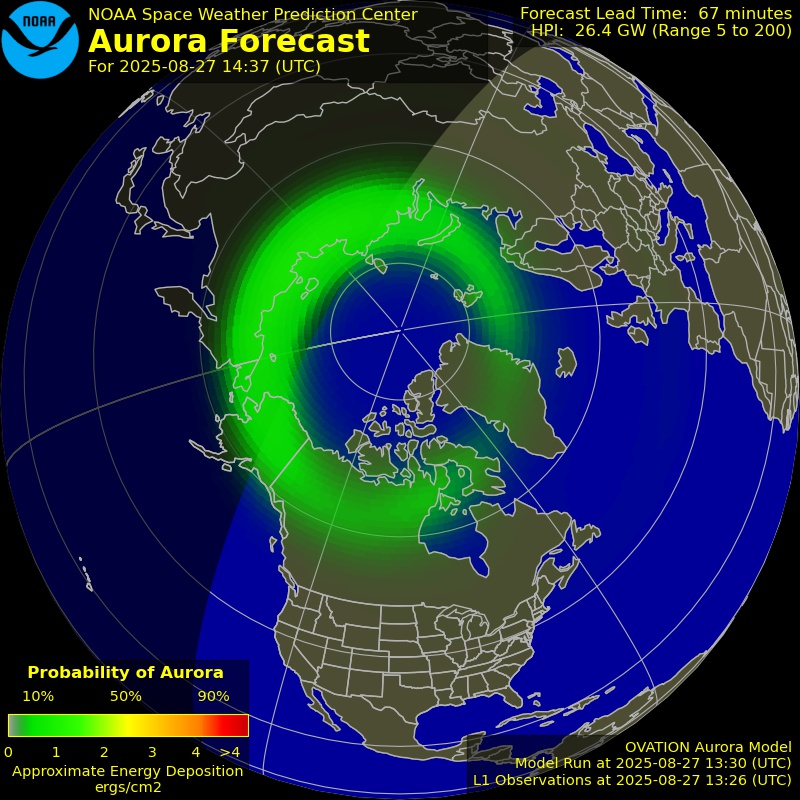 NOAA
NOAA Space Weather Prediction Center
Aurora Forecast
For 2025-08-27 14:37 (UTC)
Forecast Lead Time:  67 minutes
HPI:  26.4 GW (Range 5 to 200)
Probability of Aurora
10% 50% 90%
0 1 2 3 4 >4
Approximate Energy Deposition
ergs/cm2
OVATION Aurora Model
Model Run at 2025-08-27 13:30 (UTC)
L1 Observations at 2025-08-27 13:26 (UTC)